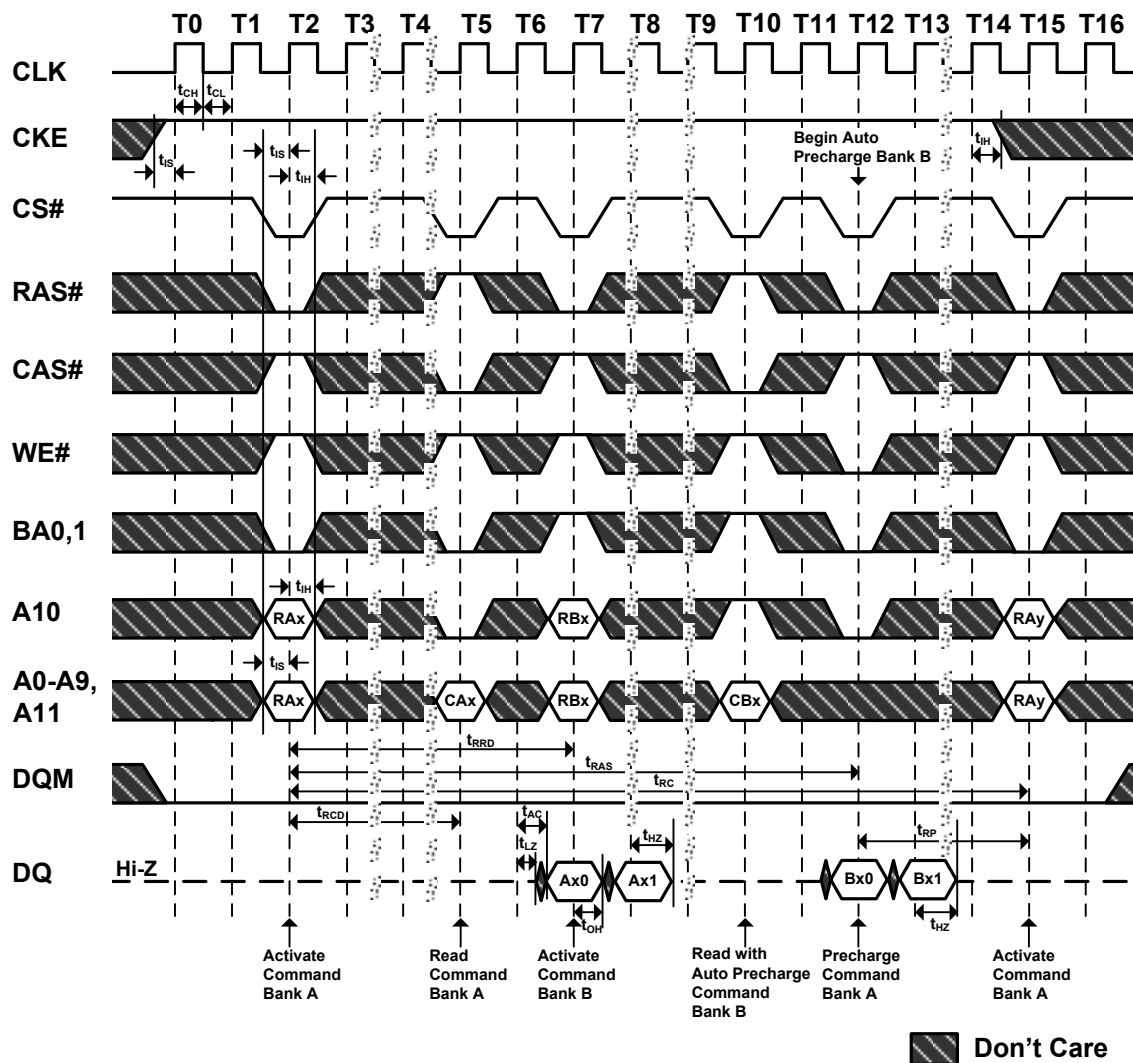 T0 T1 T2 T3 T4 T5 T6 T7 T8 T9 T10 T11 T12 T13 T14 T15 T16
CLK
tCH tCL
CKE
tIS
tIS
tIH
Begin Auto
Precharge Bank B
tIH
CS#
RAS#
CAS#
WE#
BA0,1
tIH
A10
RAx
RBx
RAy
tIS
A0-A9,
A11
RAx
CAx
RBx
CBx
RAy
tRRD
tRAS
DQM
tRC
tRCD
tAC
tLZ
tHZ
tRP
DQ
Hi-Z
Ax0
Ax1
Bx0
Bx1
tOH
tHZ
Activate
Command
Bank A
Read
Command
Bank A
Activate
Command
Bank B
Read with
Auto Precharge
Command
Bank B
Precharge
Command
Bank A
Activate
Command
Bank A
Don't Care